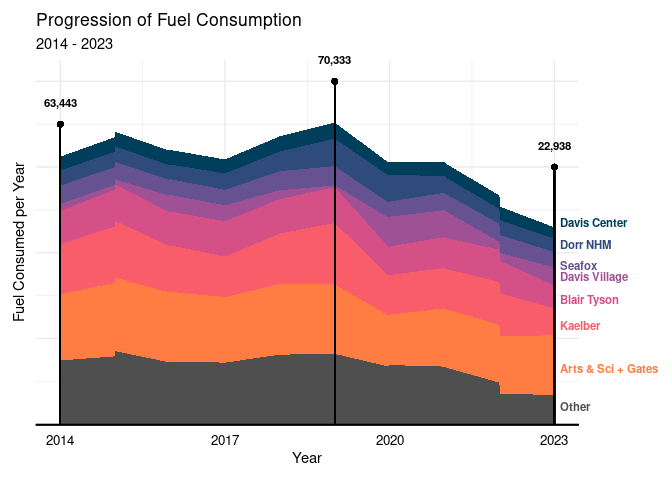 Progression of Fuel Consumption
2014 - 2023
70,333
63,443
22,938
Fuel Consumed per Year
Davis Center
Dorr NHM
Seafox
Davis Village
Blair Tyson
Kaelber
Arts & Sci + Gates
Other
2014
2017
2020
2023
Year